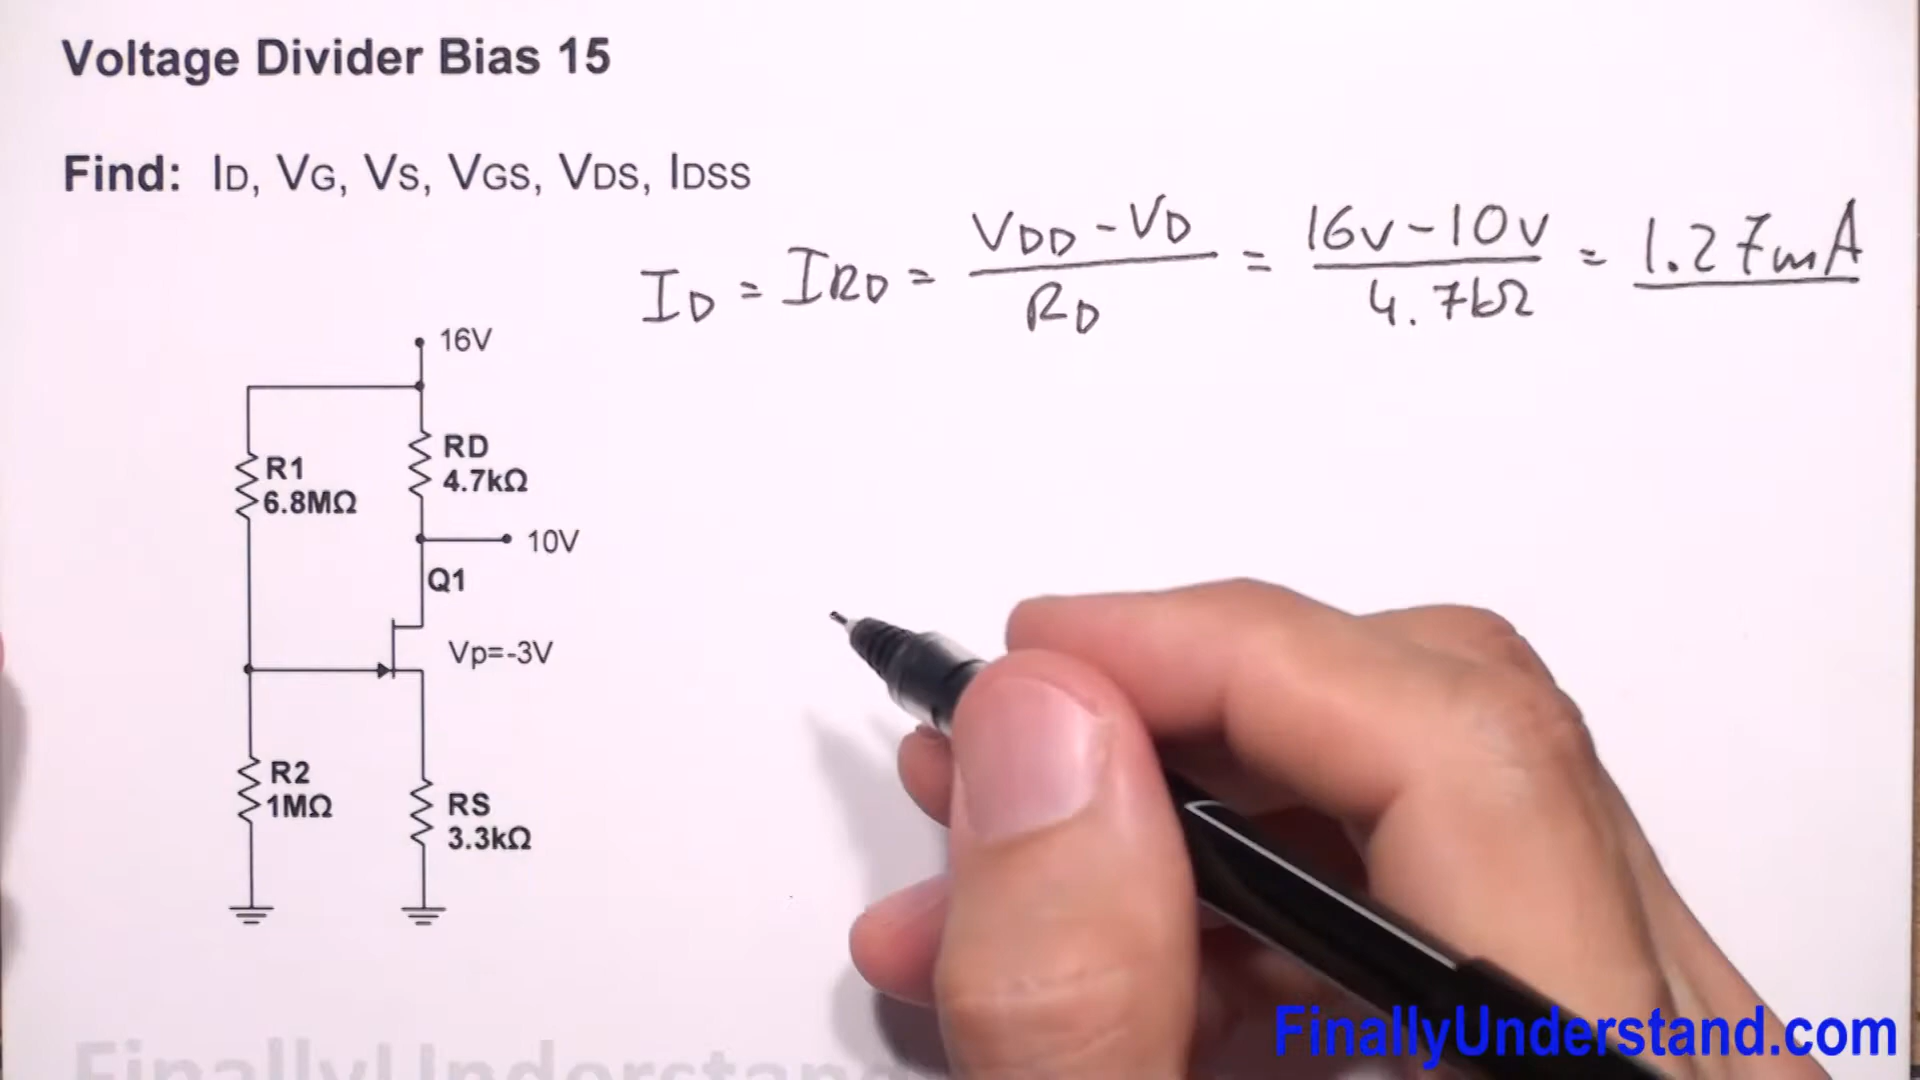 Voltage Divider Bias 15
Find: ID, VG, VS, VGS, VDS, IDSS
ID = IRD = VDD - VD / RD = 16V - 10V / 4.7kΩ = 1.27mA
16V
RD
4.7kΩ
R1
6.8MΩ
10V
Q1
Vp=-3V
R2
1MΩ
RS
3.3kΩ
FinallyUnderstand.com
FinallyUnderstand